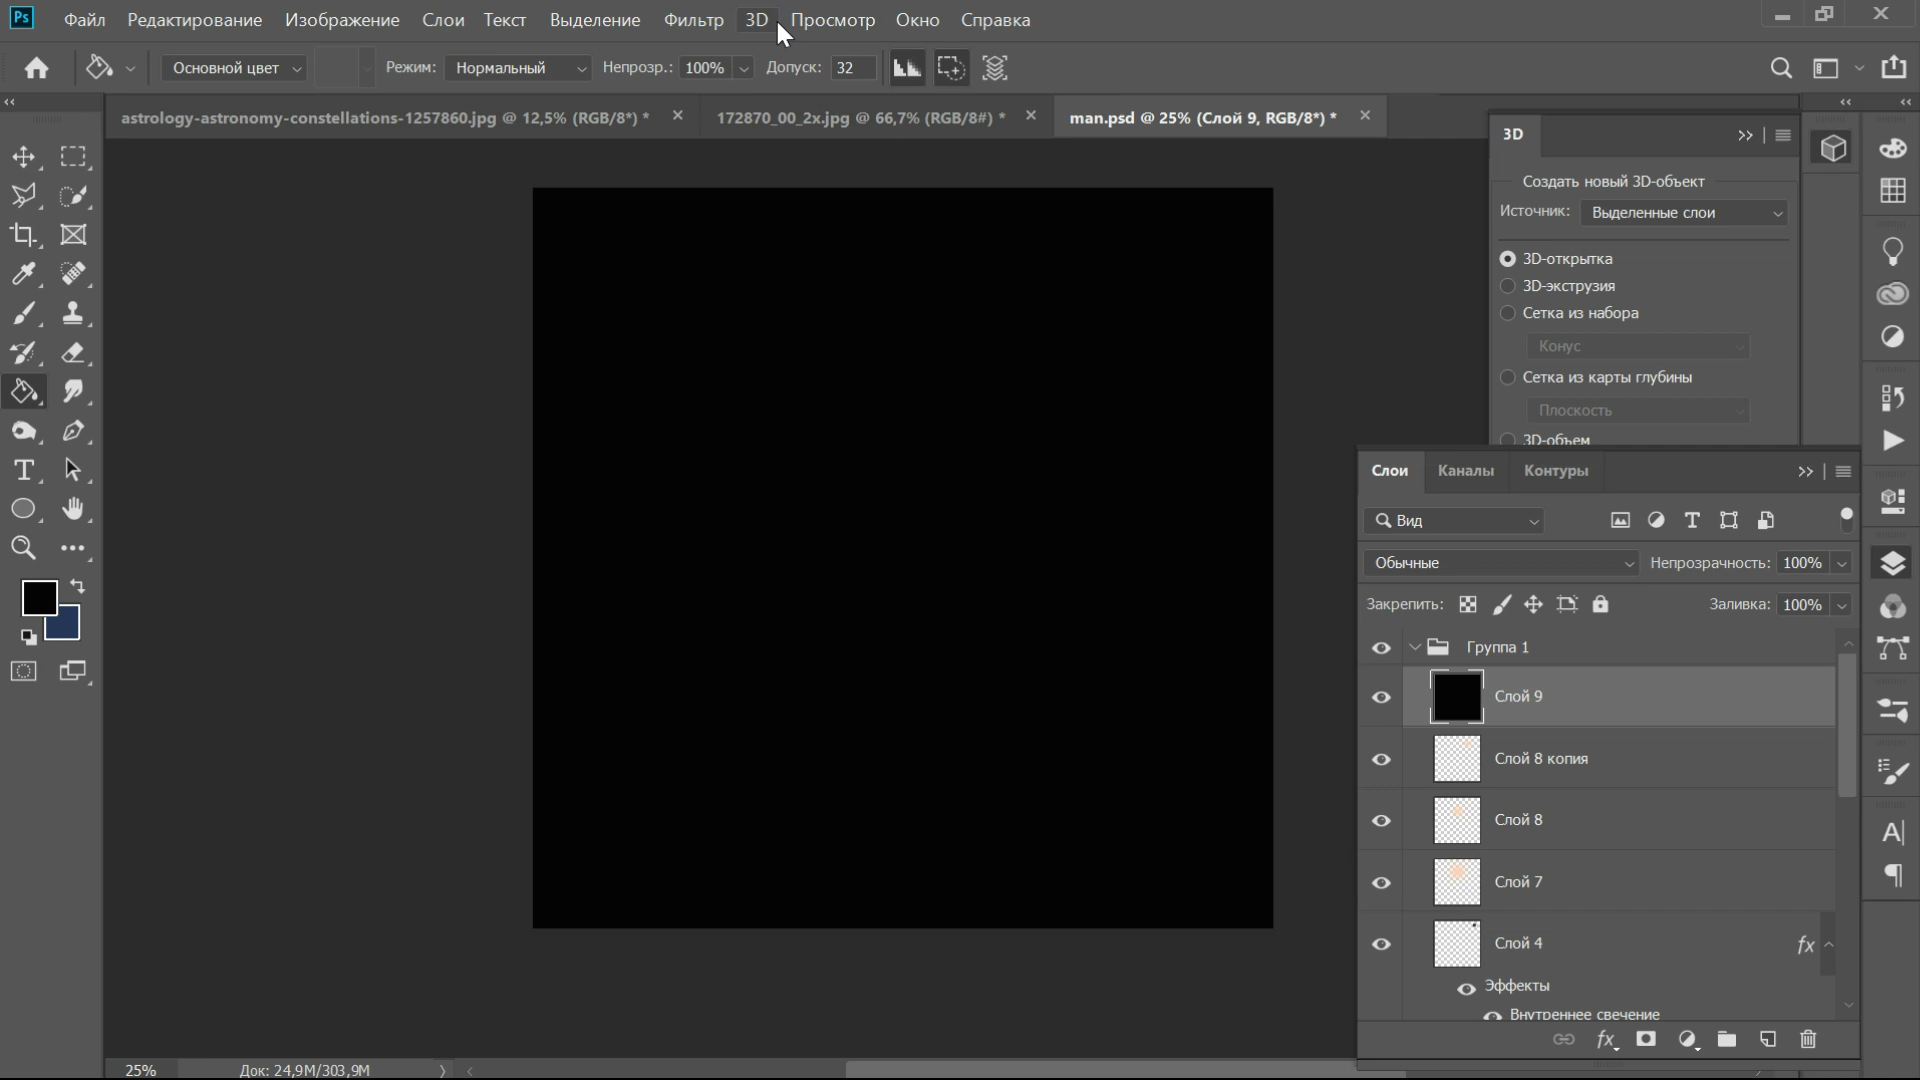 Ps Файл Редактирование Изображение Слои Текст Выделение Фильтр 3D Просмотр Окно Справка
Основной цвет Режим: Нормальный Непрозр.: 100% Допуск: 32
astrology-astronomy-constellations-1257860.jpg @ 12,5% (RGB/8*) * 172870_00_2x.jpg @ 66,7% (RGB/8#) * man.psd @ 25% (Слой 9, RGB/8*) *
3D
Создать новый 3D-объект
Источник: Выделенные слои
3D-открытка
3D-экструзия
Сетка из набора
Конус
Сетка из карты глубины
Плоскость
3D-объем
Слои Каналы Контуры
Вид
Обычные Непрозрачность: 100%
Закрепить: Заливка: 100%
Группа 1
Слой 9
Слой 8 копия
Слой 8
Слой 7
Слой 4 fx
Эффекты
Внутреннее свечение
fx
25% Док: 24,9M/303,9M